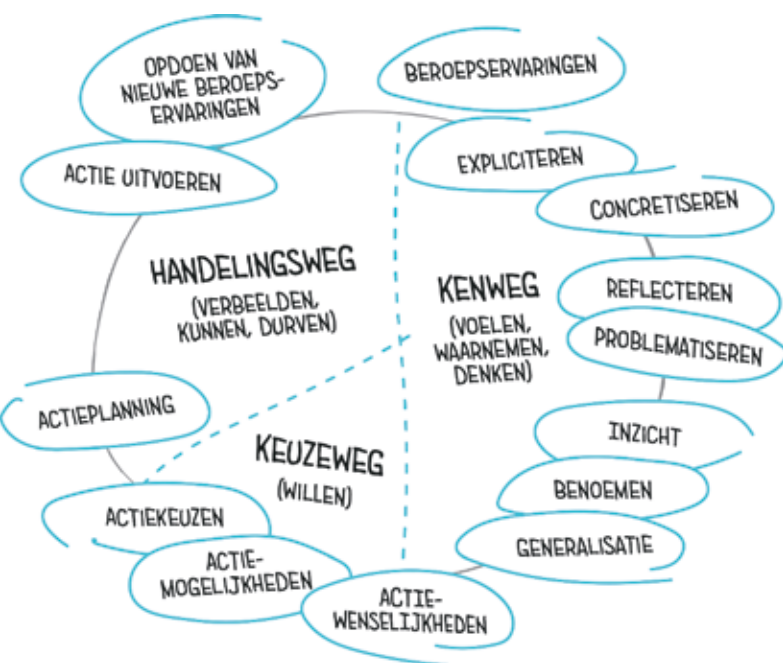 BEROEPSERVARINGEN
EXPLICITEREN
CONCRETISEREN
REFLECTEREN
PROBLEMATISEREN
INZICHT
BENOEMEN
GENERALISATIE
ACTIE-
WENSELIJKHEDEN
ACTIE-
MOGELIJKHEDEN
ACTIEKEUZEN
ACTIEPLANNING
ACTIE UITVOEREN
OPDOEN VAN
NIEUWE BEROEPS-
ERVARINGEN
HANDELINGSWEG
(VERBEELDEN,
KUNNEN, DURVEN)
KENWEG
(VOELEN,
WAARNEMEN,
DENKEN)
KEUZEWEG
(WILLEN)